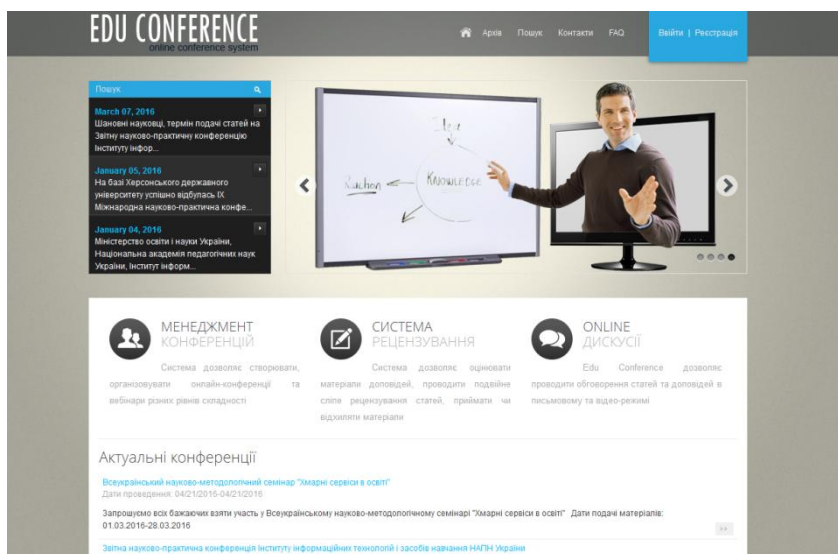 EDU CONFERENCE
online conference system
Архів Пошук Контакти FAQ
Ввійти | Реєстрація
Пошук
March 07, 2016
Шановні науковці, термін подачі статей на
Звітну науково-практичну конференцію
Інституту інфор...
January 05, 2016
На базі Херсонського державного
університету успішно відбулась IX
Міжнародна науково-практична конфе...
January 04, 2016
Міністерство освіти і науки України,
Національна академія педагогічних наук
України, Інститут інформ...
Idea
KNOWLEDGE
МЕНЕДЖМЕНТ
КОНФЕРЕНЦІЙ
Система дозволяє створювати,
організовувати онлайн-конференції та
вебінари різних рівнів складності
СИСТЕМА
РЕЦЕНЗУВАННЯ
Система дозволяє оцінювати
матеріали доповідей, проводити подвійне
сліпе рецензування статей, приймати чи
відхиляти матеріали
ONLINE
ДИСКУСІЇ
Edu Conference дозволяє
проводити обговорення статей та доповідей в
письмовому та відео-режимі
Актуальні конференції
Всеукраїнський науково-методологічний семінар "Хмарні сервіси в освіті"
Дати проведення: 04/21/2016-04/21/2016
Запрошуємо всіх бажаючих взяти участь у Всеукраїнському науково-методологічному семінарі "Хмарні сервіси в освіті" Дати подачі матеріалів:
01.03.2016-28.03.2016
Звітна науково-практична конференція Інституту інформаційних технологій і засобів навчання НАПН України